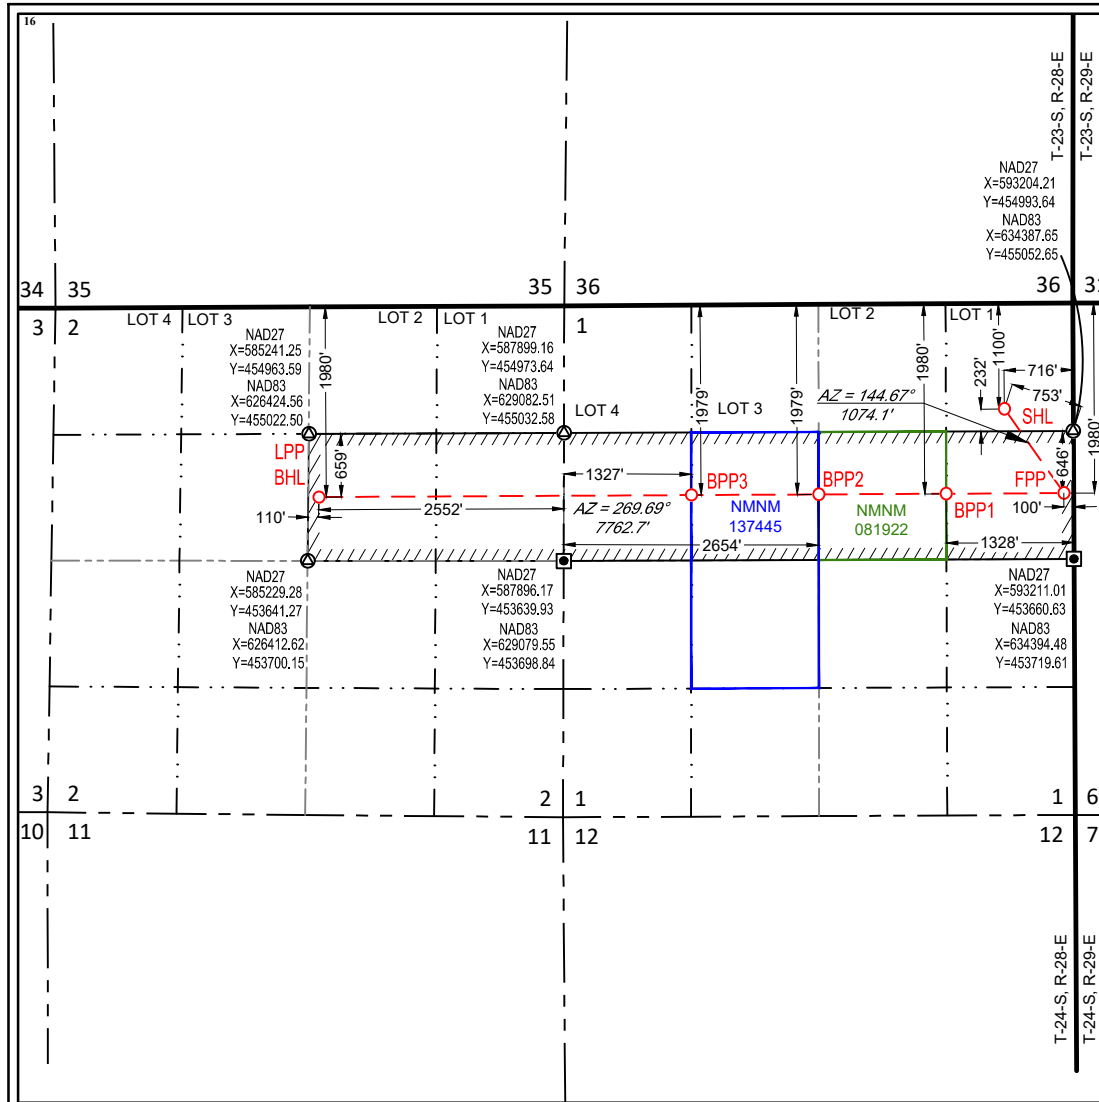 16
T-23-S, R-28-E
T-23-S, R-29-E
NAD27
X=593204.21
Y=454993.64
NAD83
X=634387.65
Y=455052.65
34
35
35
36
36
3
2
1
LOT 4
LOT 3
LOT 2
LOT 1
LOT 2
LOT 1
NAD27
X=585241.25
Y=454963.59
NAD83
X=626424.56
Y=455022.50
1980'
NAD27
X=587899.16
Y=454973.64
NAD83
X=629082.51
Y=455032.58
LOT 4
LOT 3
1979'
1979'
1980'
232'
1100'
716'
753'
SHL
1980'
AZ = 144.67°
1074.1'
LPP
BHL
659'
110'
2552'
1327'
AZ = 269.69°
7762.7'
BPP3
NMNM
137445
2654'
BPP2
NMNM
081922
BPP1
1328'
FPP
646'
100'
NAD27
X=585229.28
Y=453641.27
NAD83
X=626412.62
Y=453700.15
NAD27
X=587896.17
Y=453639.93
NAD83
X=629079.55
Y=453698.84
NAD27
X=593211.01
Y=453660.63
NAD83
X=634394.48
Y=453719.61
3
2
2
1
1
6
10
11
11
12
12
7
T-24-S, R-28-E
T-24-S, R-29-E